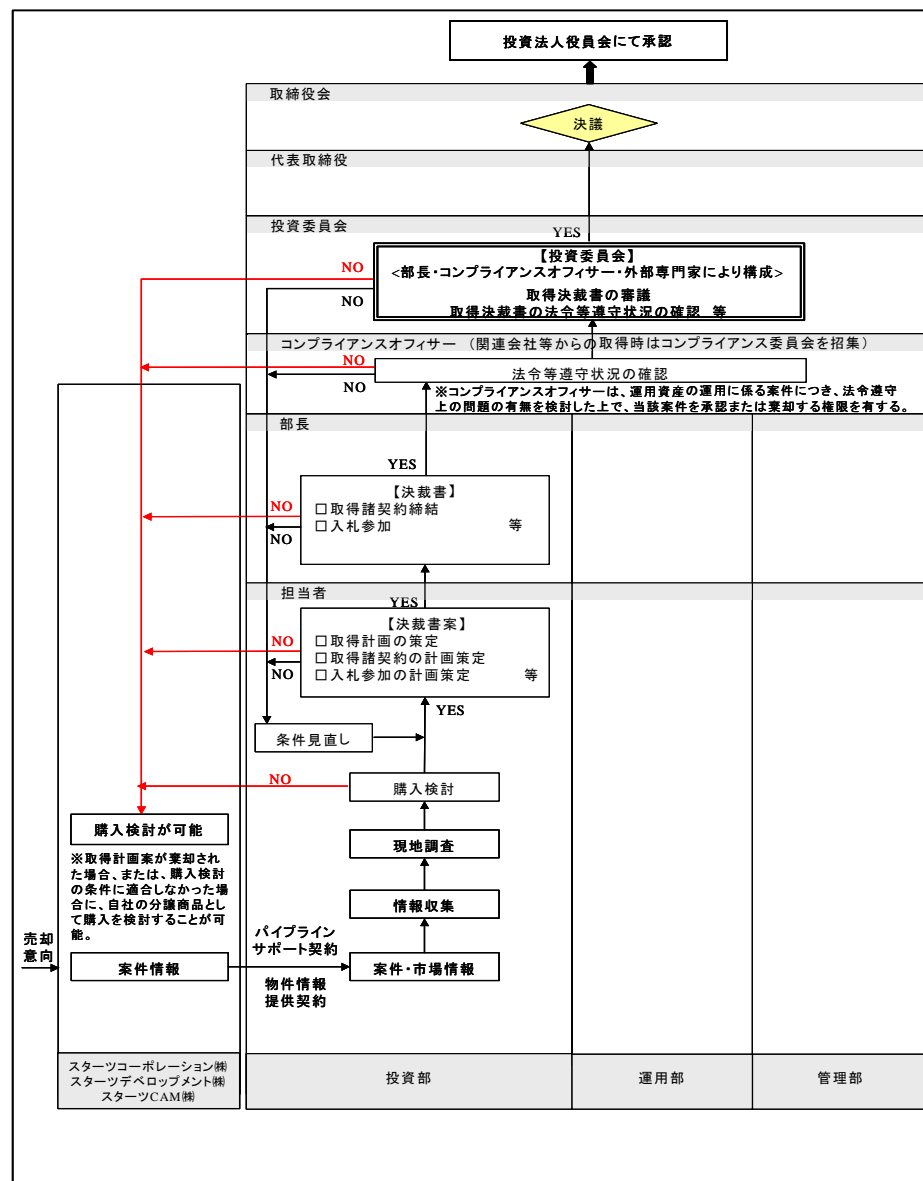 投資法人役員会にて承認
取締役会
決議
代表取締役
投資委員会
YES
【投資委員会】
<部長・コンプライアンスオフィサー・外部専門家により構成>
取得決裁書の審議
取得決裁書の法令等遵守状況の確認 等
NO
NO
コンプライアンスオフィサー （関連会社等からの取得時はコンプライアンス委員会を招集）
NO
NO
法令等遵守状況の確認
※コンプライアンスオフィサーは、運用資産の運用に係る案件につき、法令遵守
上の問題の有無を検討した上で、当該案件を承認または棄却する権限を有する。
部長
YES
【決裁書】
□取得諸契約締結
□入札参加 等
NO
NO
担当者
YES
【決裁書案】
□取得計画の策定
□取得諸契約の計画策定
□入札参加の計画策定 等
NO
NO
YES
条件見直し
NO
購入検討
購入検討が可能
現地調査
※取得計画案が棄却され
た場合、または、購入検討
の条件に適合しなかった場
合に、自社の分譲商品とし
て購入を検討することが可
能。
情報収集
売却
意向
パイプライン
サポート契約
案件情報
案件・市場情報
物件情報
提供契約
スターツコーポレーション㈱
スターツデベロップメント㈱
スターツCAM㈱
投資部
運用部
管理部